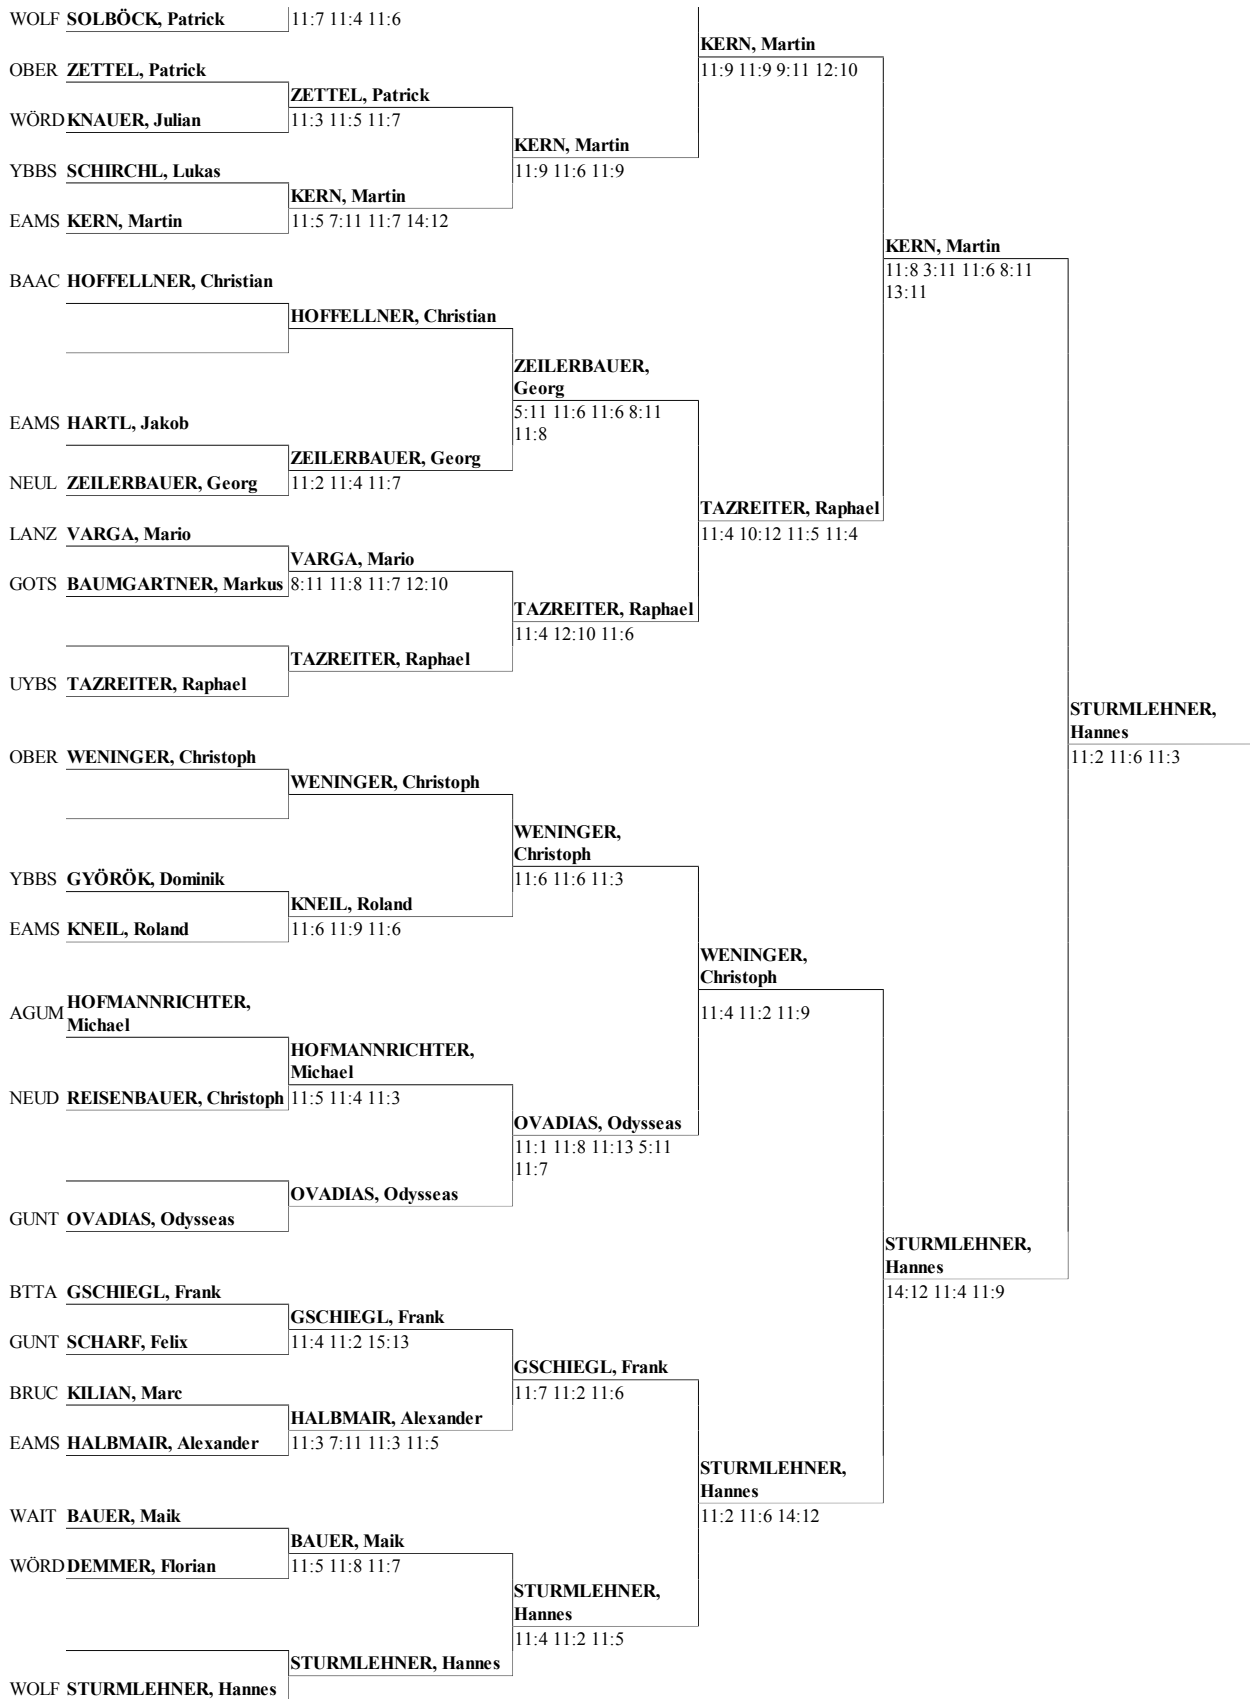 WOLF SOLBÖCK, Patrick 11:7 11:4 11:6
KERN, Martin
OBER ZETTEL, Patrick 11:9 11:9 9:11 12:10
ZETTEL, Patrick
WÖRD KNAUER, Julian 11:3 11:5 11:7
KERN, Martin
YBBS SCHIRCHL, Lukas 11:9 11:6 11:9
KERN, Martin
EAMS KERN, Martin 11:5 7:11 11:7 14:12
KERN, Martin
11:8 3:11 11:6 8:11
13:11
BAAC HOFFELLNER, Christian
HOFFELLNER, Christian
ZEILERBAUER,
Georg
5:11 11:6 11:6 8:11
11:8
EAMS HARTL, Jakob
ZEILERBAUER, Georg
NEUL ZEILERBAUER, Georg 11:2 11:4 11:7
TAZREITER, Raphael
LANZ VARGA, Mario 11:4 10:12 11:5 11:4
VARGA, Mario
GOTS BAUMGARTNER, Markus 8:11 11:8 11:7 12:10
TAZREITER, Raphael
11:4 12:10 11:6
TAZREITER, Raphael
UYBS TAZREITER, Raphael
STURMLEHNER,
Hannes
11:2 11:6 11:3
OBER WENINGER, Christoph
WENINGER, Christoph
WENINGER,
Christoph
YBBS GYÖRÖK, Dominik 11:6 11:6 11:3
KNEIL, Roland
EAMS KNEIL, Roland 11:6 11:9 11:6
WENINGER,
Christoph
11:4 11:2 11:9
AGUM HOFMANNRICHTER,
Michael
HOFMANNRICHTER,
Michael
NEUD REISENBAUER, Christoph 11:5 11:4 11:3
OVADIAS, Odysseas
11:1 11:8 11:13 5:11
11:7
OVADIAS, Odysseas
GUNT OVADIAS, Odysseas
STURMLEHNER,
Hannes
14:12 11:4 11:9
BTTA GSCHIEGL, Frank
GSCHIEGL, Frank
GUNT SCHARF, Felix 11:4 11:2 15:13
GSCHIEGL, Frank
BRUC KILIAN, Marc 11:7 11:2 11:6
HALBMAIR, Alexander
EAMS HALBMAIR, Alexander 11:3 7:11 11:3 11:5
STURMLEHNER,
Hannes
WAIT BAUER, Maik 11:2 11:6 14:12
BAUER, Maik
WÖRD DEMMER, Florian 11:5 11:8 11:7
STURMLEHNER,
Hannes
11:4 11:2 11:5
STURMLEHNER, Hannes
WOLF STURMLEHNER, Hannes